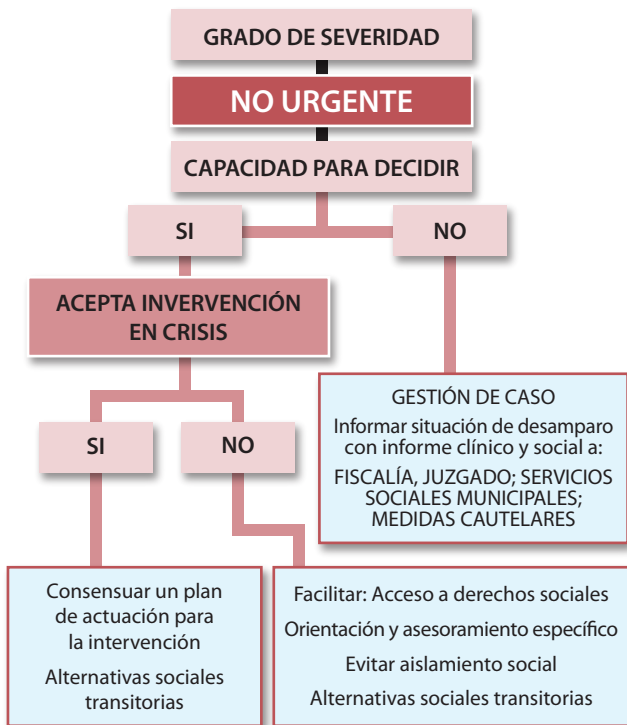 GRADO DE SEVERIDAD
NO URGENTE
CAPACIDAD PARA DECIDIR
SI
NO
ACEPTA INVERVENCIÓN
EN CRISIS
SI
NO
GESTIÓN DE CASO
Informar situación de desamparo
con informe clínico y social a:
FISCALÍA, JUZGADO; SERVICIOS
SOCIALES MUNICIPALES;
MEDIDAS CAUTELARES
Consensuar un plan
de actuación para
la intervención
Alternativas sociales
transitorias
Facilitar: Acceso a derechos sociales
Orientación y asesoramiento específico
Evitar aislamiento social
Alternativas sociales transitorias